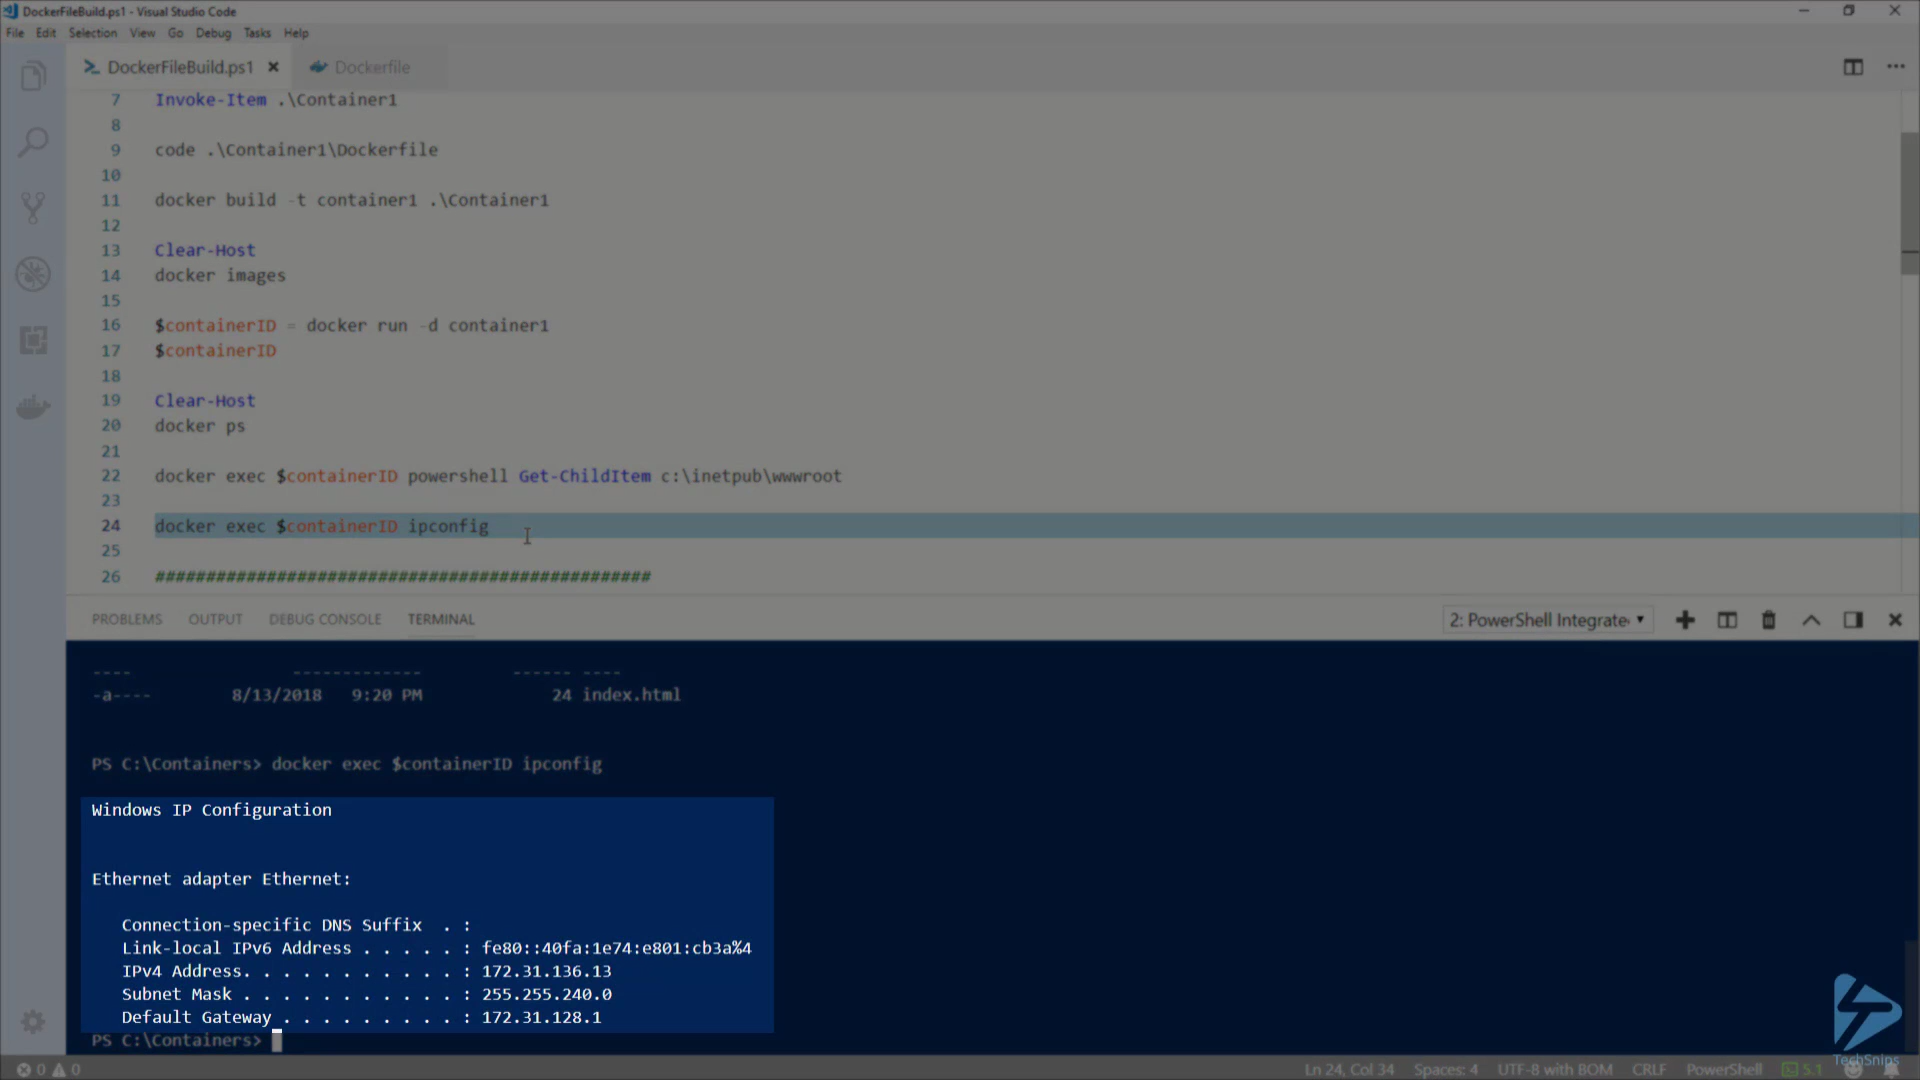 DockerFileBuild.ps1 - Visual Studio Code
File Edit Selection View Go Debug Tasks Help
DockerFileBuild.ps1 Dockerfile
7 Invoke-Item .\Container1
8
9 code .\Container1\Dockerfile
10
11 docker build -t container1 .\Container1
12
13 Clear-Host
14 docker images
15
16 $containerID = docker run -d container1
17 $containerID
18
19 Clear-Host
20 docker ps
21
22 docker exec $containerID powershell Get-ChildItem c:\inetpub\wwwroot
23
24 docker exec $containerID ipconfig
25
26 #################################################
PROBLEMS OUTPUT DEBUG CONSOLE TERMINAL 2: PowerShell Integrate
---- ------------- ------ ----
-a---- 8/13/2018 9:20 PM 24 index.html
PS C:\Containers> docker exec $containerID ipconfig
Windows IP Configuration
Ethernet adapter Ethernet:
Connection-specific DNS Suffix . :
Link-local IPv6 Address . . . . . : fe80::40fa:1e74:e801:cb3a%4
IPv4 Address. . . . . . . . . . . : 172.31.136.13
Subnet Mask . . . . . . . . . . . : 255.255.240.0
Default Gateway . . . . . . . . . : 172.31.128.1
PS C:\Containers>
TechSnips
0 0 Ln 24, Col 34 Spaces: 4 UTF-8 with BOM CRLF PowerShell 5.1